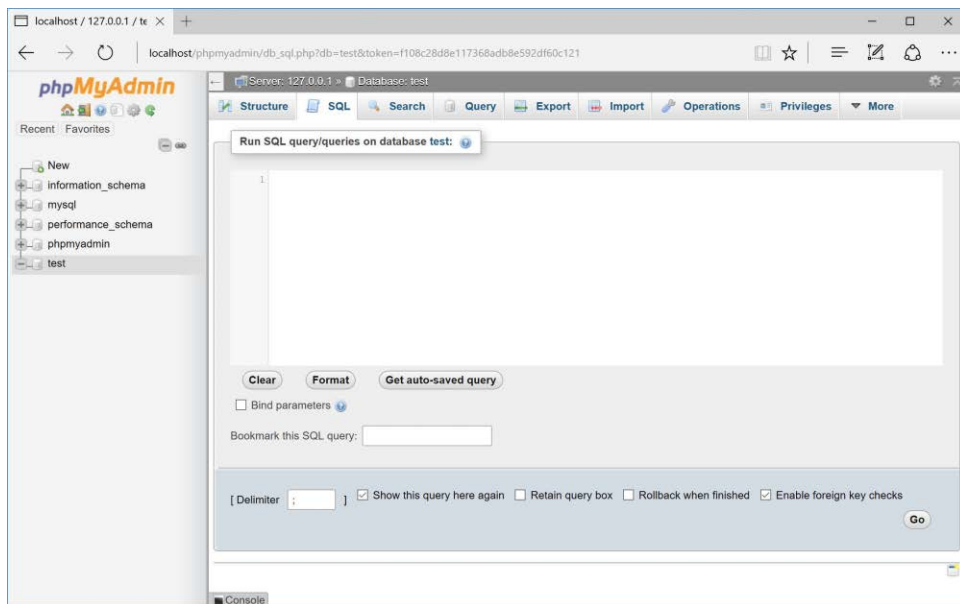 localhost / 127.0.0.1 / te
localhost/phpmyadmin/db_sql.php?db=test&token=f108c28d8e117368adb8e592df60c121
phpMyAdmin
Recent Favorites
New
information_schema
mysql
performance_schema
phpmyadmin
test
Server: 127.0.0.1 » Database: test
Structure SQL Search Query Export Import Operations Privileges More
Run SQL query/queries on database test:
1
Clear Format Get auto-saved query
Bind parameters
Bookmark this SQL query:
[ Delimiter ; ] Show this query here again Retain query box Rollback when finished Enable foreign key checks
Go
Console